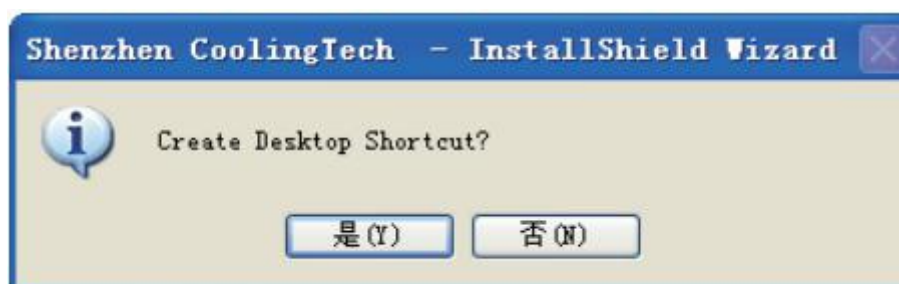 Shenzhen CoolingTech - InstallShield Wizard
Create Desktop Shortcut?
是(Y) 否(N)